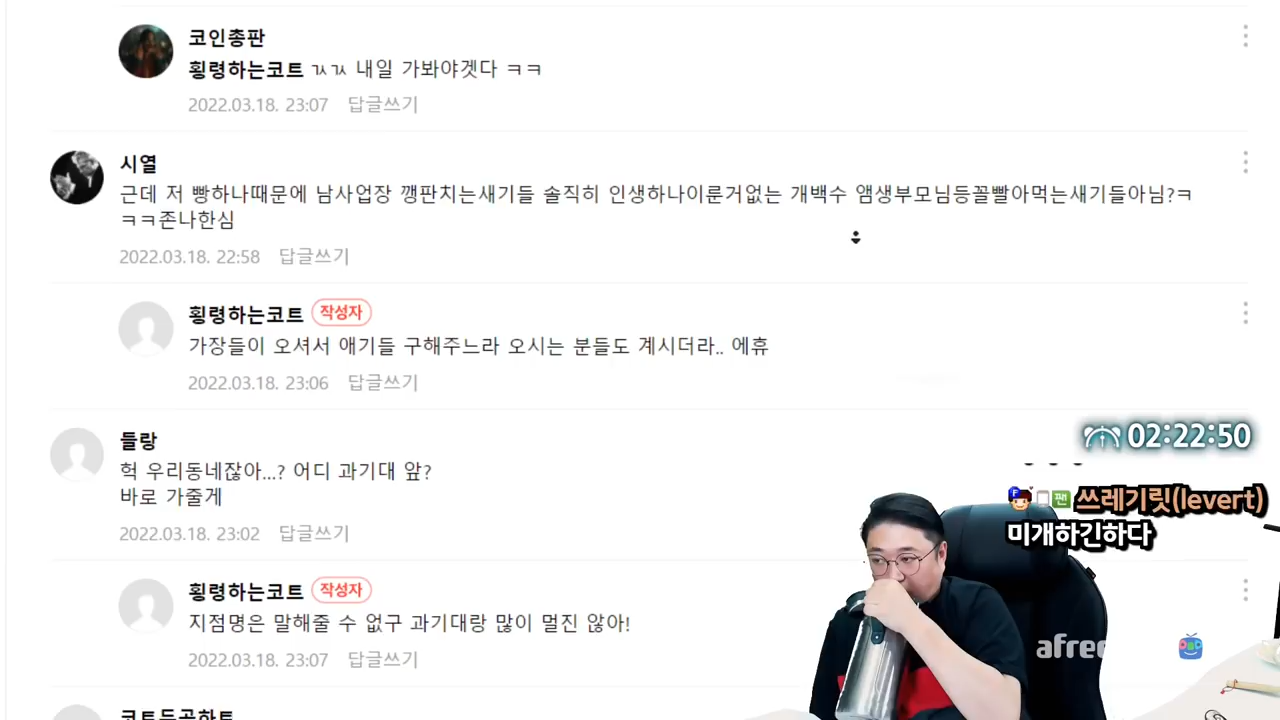 코인총판
횡령하는코트 ㄳㄳ 내일 가봐야겟다 ㅋㅋ
2022.03.18. 23:07 답글쓰기
시열
근데 저 빵하나때문에 남사업장 깽판치는새기들 솔직히 인생하나이룬거없는 개백수 앰생부모님등꼴빨아먹는새기들아님?ㅋ
ㅋㅋ존나한심
2022.03.18. 22:58 답글쓰기
횡령하는코트 작성자
가장들이 오셔서 애기들 구해주느라 오시는 분들도 계시더라.. 에휴
2022.03.18. 23:06 답글쓰기
들랑
헉 우리동네잖아...? 어디 과기대 앞?
바로 가줄게
2022.03.18. 23:02 답글쓰기
횡령하는코트 작성자
지점명은 말해줄 수 없구 과기대랑 많이 멀진 않아!
2022.03.18. 23:07 답글쓰기
02:22:50
F 팬 쓰레기릿(levert)
미개하긴하다